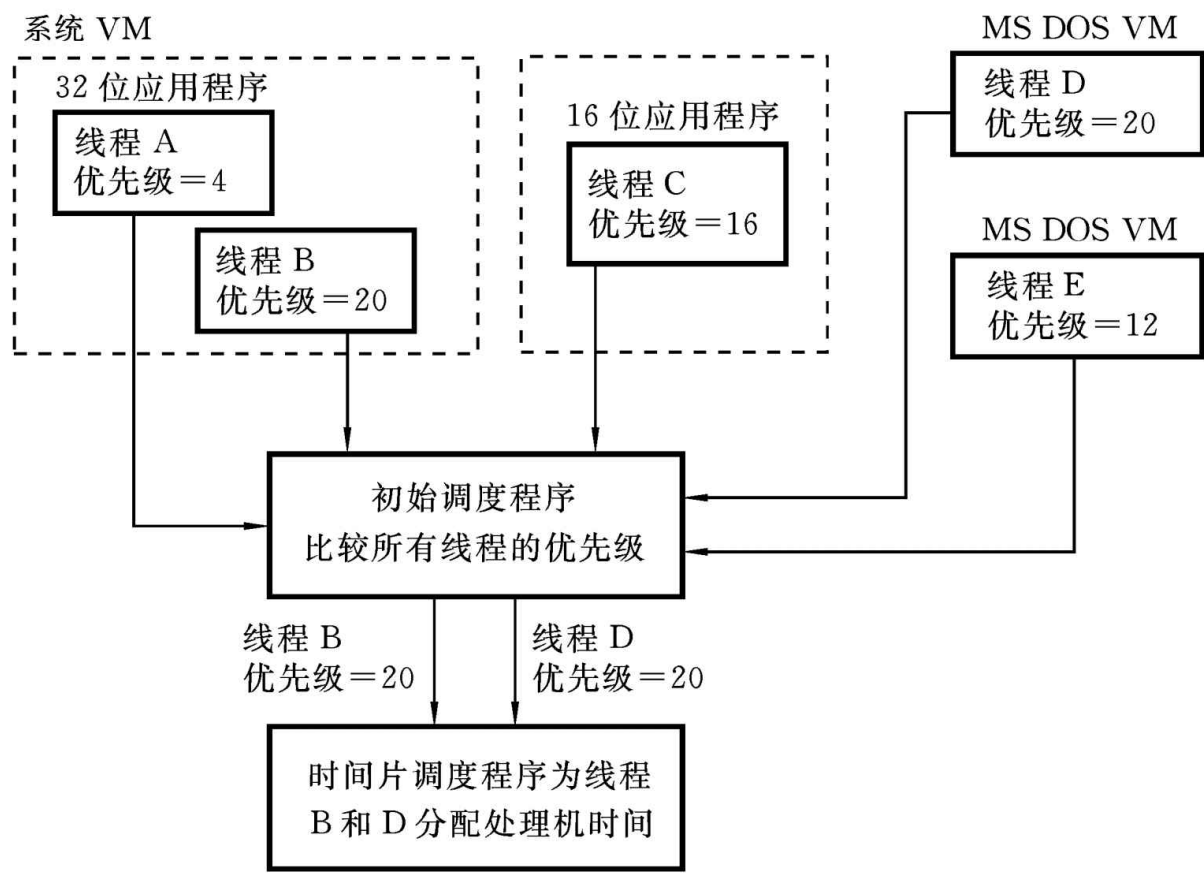 系统 VM
32 位应用程序
线程 A
优先级=4
线程 B
优先级=20
16 位应用程序
线程 C
优先级=16
MS DOS VM
线程 D
优先级=20
MS DOS VM
线程 E
优先级=12
初始调度程序
比较所有线程的优先级
线程 B
优先级=20
线程 D
优先级=20
时间片调度程序为线程
B 和 D 分配处理机时间